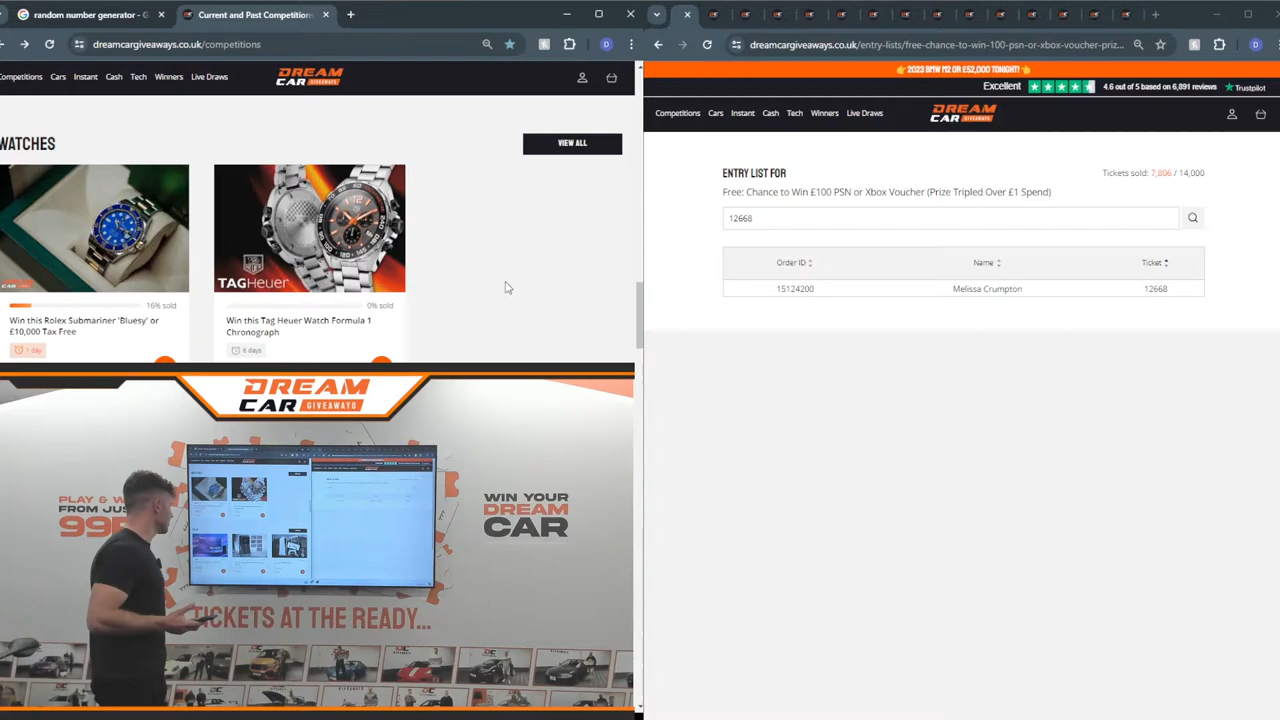 random number generator - G
Current and Past Competitions
dreamcargiveaways.co.uk/competitions
D
Competitions Cars Instant Cash Tech Winners Live Draws
DREAM
CAR GIVEAWAYS
WATCHES
VIEW ALL
TAGHeuer
16% sold
0% sold
Win this Rolex Submariner 'Bluesy' or
£10,000 Tax Free
Win this Tag Heuer Watch Formula 1
Chronograph
1 day
6 days
DREAM
CAR GIVEAWAYS
PLAY & W
FROM JUS
99P
WIN YOUR
DREAM
CAR
TICKETS AT THE READY...
dreamcargiveaways.co.uk/entry-lists/free-chance-to-win-100-psn-or-xbox-voucher-priz...
D
👉 2023 BMW M2 OR £52,000 TONIGHT! 👈
Excellent 4.6 out of 5 based on 6,891 reviews Trustpilot
Competitions Cars Instant Cash Tech Winners Live Draws
DREAM
CAR GIVEAWAYS
ENTRY LIST FOR
Tickets sold: 7,806 / 14,000
Free: Chance to Win £100 PSN or Xbox Voucher (Prize Tripled Over £1 Spend)
12668
Order ID Name Ticket
15124200 Melissa Crumpton 12668